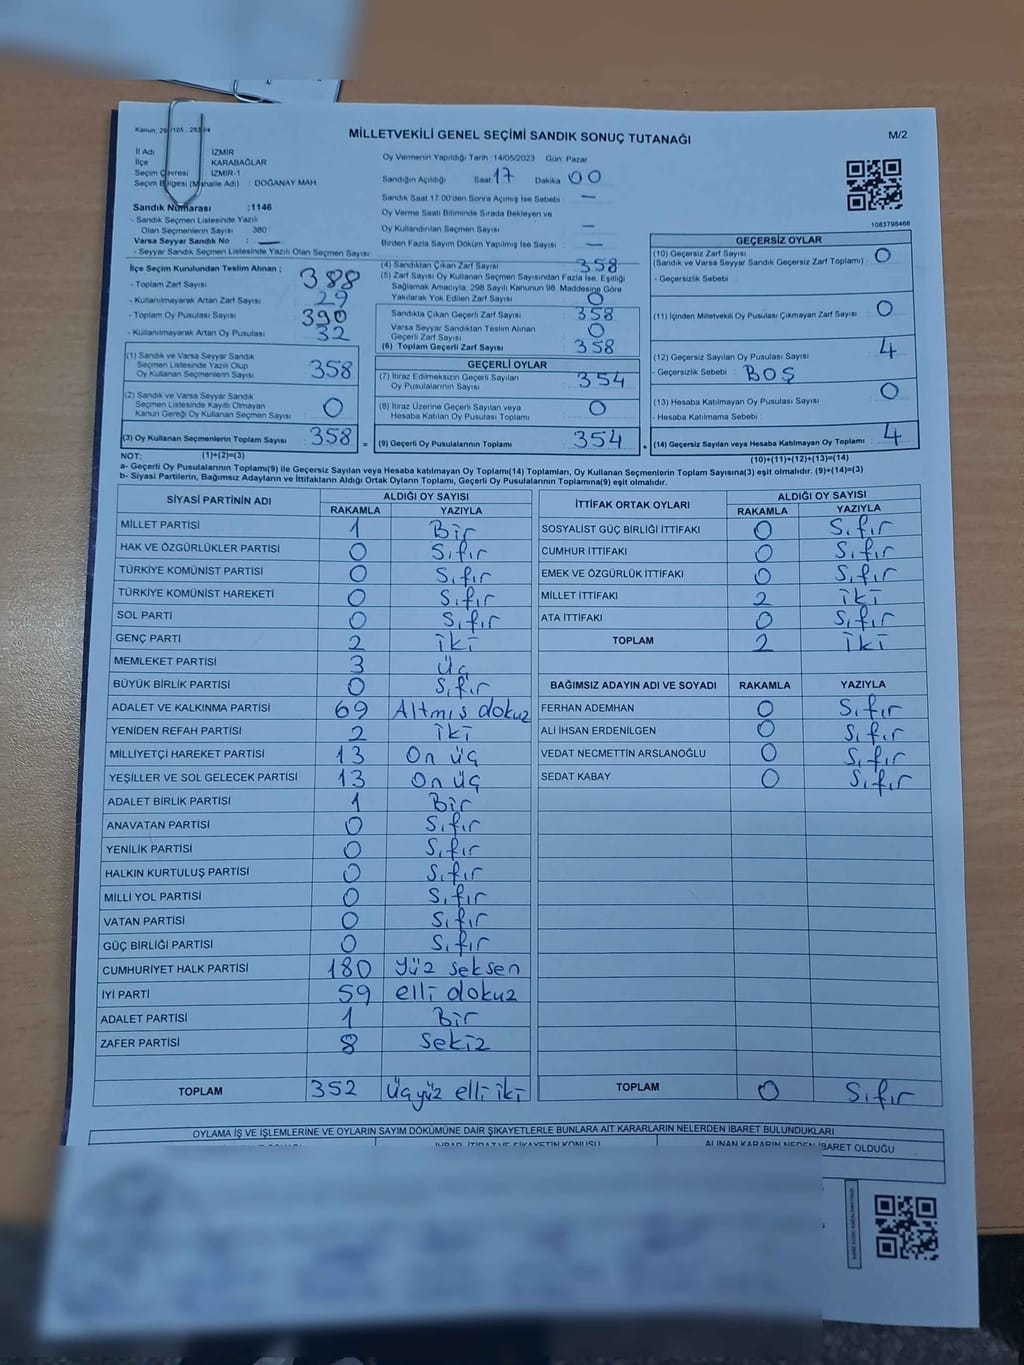 MİLLETVEKİLİ GENEL SEÇİMİ SANDIK SONUÇ TUTANAĞI
M/2
İl Adı İZMİR
İlçe KARABAĞLAR
Seçim Çevresi İZMİR-1
Seçim Bölgesi (Mahalle Adı) : DOĞANAY MAH
Sandık Numarası :1146
- Sandık Seçmen Listesinde Yazılı
Olan Seçmenlerin Sayısı 380
Varsa Seyyar Sandık No : —
- Seyyar Sandık Listesinde Yazılı Olan Seçmen Sayısı:
Oy Vermenin Yapıldığı Tarih :14/05/2023 Gün: Pazar
Sandığın Açıldığı Saat 17 Dakika 00
Sandık Saat 17:00'den Sonra Açılmış İse Sebebi : —
Oy Verme Saati Bitiminde Sırada Bekleyen ve
Oy Kullandırılan Seçmen Sayısı : —
Birden Fazla Sayım Döküm Yapılmış İse Sayısı : —
1083798466
İlçe Seçim Kurulundan Teslim Alınan ;
- Toplam Zarf Sayısı : 388
- Kullanılmayarak Artan Zarf Sayısı : 29
- Toplam Oy Pusulası Sayısı : 390
- Kullanılmayarak Artan Oy Pusulası : 32
(1) Sandık ve Varsa Seyyar Sandık
Seçmen Listesinde Yazılı Olup
Oy Kullanan Seçmenlerin Sayısı : 358
(2) Sandık ve Varsa Seyyar Sandık
Seçmen Listesinde Kayıtlı Olmayan
Kanun Gereği Oy Kullanan Seçmen Sayısı : 0
(3) Oy Kullanan Seçmenlerin Toplam Sayısı : 358
(1)+(2)=(3)
(4) Sandıktan Çıkan Zarf Sayısı : 358
(5) Zarf Sayısı Oy Kullanan Seçmen Sayısından Fazla İse, Eşitliği
Sağlamak Amacıyla, 298 Sayılı Kanunun 98. Maddesine Göre
Yakılarak Yok Edilen Zarf Sayısı : 0
Sandıkta Çıkan Geçerli Zarf Sayısı : 358
Varsa Seyyar Sandıktan Teslim Alınan
Geçerli Zarf Sayısı : 0
(6) Toplam Geçerli Zarf Sayısı : 358
GEÇERLİ OYLAR
(7) İtiraz Edilmeksizin Geçerli Sayılan
Oy Pusulalarının Sayısı : 354
(8) İtiraz Üzerine Geçerli Sayılan veya
Hesaba Katılan Oy Pusulası Toplamı : 0
= (9) Geçerli Oy Pusulalarının Toplamı : 354
GEÇERSİZ OYLAR
(10) Geçersiz Zarf Sayısı
(Sandık ve Varsa Seyyar Sandık Geçersiz Zarf Toplamı) : 0
- Geçersizlik Sebebi :
(11) İçinden Milletvekili Oy Pusulası Çıkmayan Zarf Sayısı : 0
(12) Geçersiz Sayılan Oy Pusulası Sayısı : 4
- Geçersizlik Sebebi : BOŞ
(13) Hesaba Katılmayan Oy Pusulası Sayısı : 0
- Hesaba Katılmama Sebebi :
+ (14) Geçersiz Sayılan veya Hesaba Katılmayan Oy Toplamı : 4
(10)+(11)+(12)+(13)=(14)
NOT:
a- Geçerli Oy Pusulalarının Toplamı(9) ile Geçersiz Sayılan veya Hesaba katılmayan Oy Toplamı(14) Toplamları, Oy Kullanan Seçmenlerin Toplam Sayısına(3) eşit olmalıdır. (9)+(14)=(3)
b- Siyasi Partilerin, Bağımsız Adayların ve İttifakların Aldığı Ortak Oyların Toplamı, Geçerli Oy Pusulalarının Toplamına(9) eşit olmalıdır.
SİYASİ PARTİNİN ADI ALDIĞI OY SAYISI
RAKAMLA YAZIYLA
MİLLET PARTİSİ 1 Bir
HAK VE ÖZGÜRLÜKLER PARTİSİ 0 Sıfır
TÜRKİYE KOMÜNİST PARTİSİ 0 Sıfır
TÜRKİYE KOMÜNİST HAREKETİ 0 Sıfır
SOL PARTİ 0 Sıfır
GENÇ PARTİ 2 iki
MEMLEKET PARTİSİ 3 üç
BÜYÜK BİRLİK PARTİSİ 0 Sıfır
ADALET VE KALKINMA PARTİSİ 69 Altmış dokuz
YENİDEN REFAH PARTİSİ 2 iki
MİLLİYETÇİ HAREKET PARTİSİ 13 On üç
YEŞİLLER VE SOL GELECEK PARTİSİ 13 On üç
ADALET BİRLİK PARTİSİ 1 Bir
ANAVATAN PARTİSİ 0 Sıfır
YENİLİK PARTİSİ 0 Sıfır
HALKIN KURTULUŞ PARTİSİ 0 Sıfır
MİLLİ YOL PARTİSİ 0 Sıfır
VATAN PARTİSİ 0 Sıfır
GÜÇ BİRLİĞİ PARTİSİ 0 Sıfır
CUMHURİYET HALK PARTİSİ 180 Yüz seksen
İYİ PARTİ 59 elli dokuz
ADALET PARTİSİ 1 Bir
ZAFER PARTİSİ 8 Sekiz
TOPLAM 352 Üçyüz elli iki
İTTİFAK ORTAK OYLARI ALDIĞI OY SAYISI
RAKAMLA YAZIYLA
SOSYALİST GÜÇ BİRLİĞİ İTTİFAKI 0 Sıfır
CUMHUR İTTİFAKI 0 Sıfır
EMEK VE ÖZGÜRLÜK İTTİFAKI 0 Sıfır
MİLLET İTTİFAKI 2 iki
ATA İTTİFAKI 0 Sıfır
TOPLAM 2 iki
BAĞIMSIZ ADAYIN ADI VE SOYADI RAKAMLA YAZIYLA
FERHAN ADEMHAN 0 Sıfır
ALİ İHSAN ERDENİLGEN 0 Sıfır
VEDAT NECMETTİN ARSLANOĞLU 0 Sıfır
SEDAT KABAY 0 Sıfır
TOPLAM 0 Sıfır
OYLAMA İŞ VE İŞLEMLERİNE VE OYLARIN SAYIM DÖKÜMÜNE DAİR ŞİKAYETLERLE BUNLARA AİT KARARLARIN NELERDEN İBARET BULUNDUKLARI
İHBAR, İTİRAZ VE ŞİKAYETİN KONUSU ALINAN KARARIN NEDEN İBARET OLDUĞU